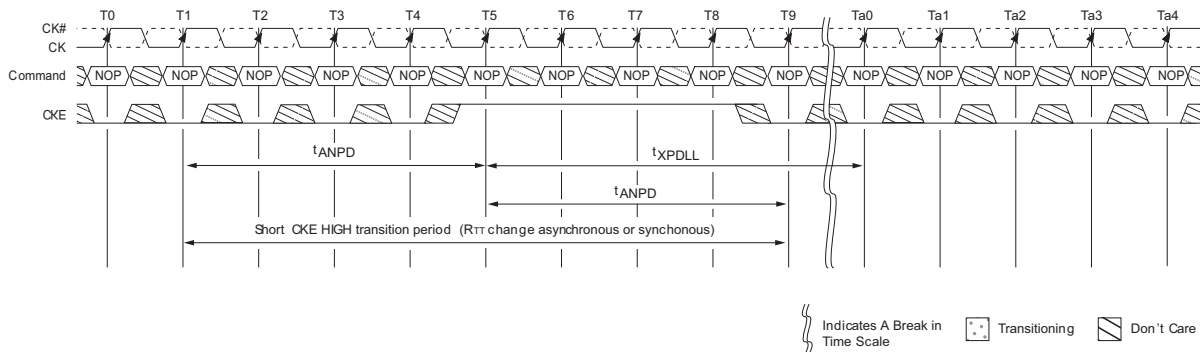 T0 T1 T2 T3 T4 T5 T6 T7 T8 T9 Ta0 Ta1 Ta2 Ta3 Ta4
CK#
CK
Command NOP NOP NOP NOP NOP NOP NOP NOP NOP NOP NOP NOP NOP NOP NOP
CKE
tANPD tXPDLL
tANPD
Short CKE HIGH transition period (RTT change asynchronous or synchonous)
Indicates A Break in
Time Scale
Transitioning
Don't Care